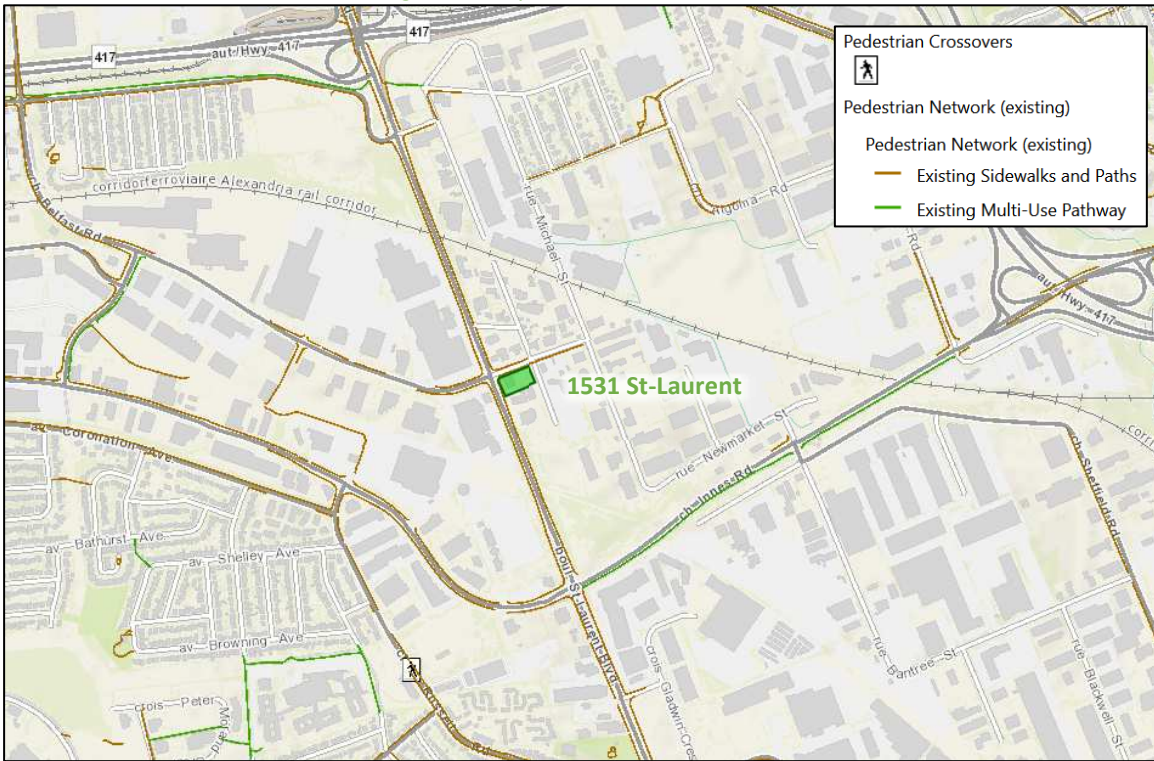 417
aut/Hwy 417
417
Pedestrian Crossovers
Pedestrian Network (existing)
Pedestrian Network (existing)
Existing Sidewalks and Paths
Existing Multi-Use Pathway
corridorferroviaire Alexandria rail corridor
ch-Belfast-Rd
rue-Michael-St
Rd
aut/Hwy-417
1531 St-Laurent
rue-Newmarket-St
ch-Innes-Rd
ch-Sheffield-Rd
av-Coronation-Ave
av-Bathurst-Ave
av-Shelley-Ave
av-Browning-Ave
boul-St-Laurent-Blvd
rue-Bantree-St
rue-Blackwell-St
crois-Gladwin-Cres
crois-Peter